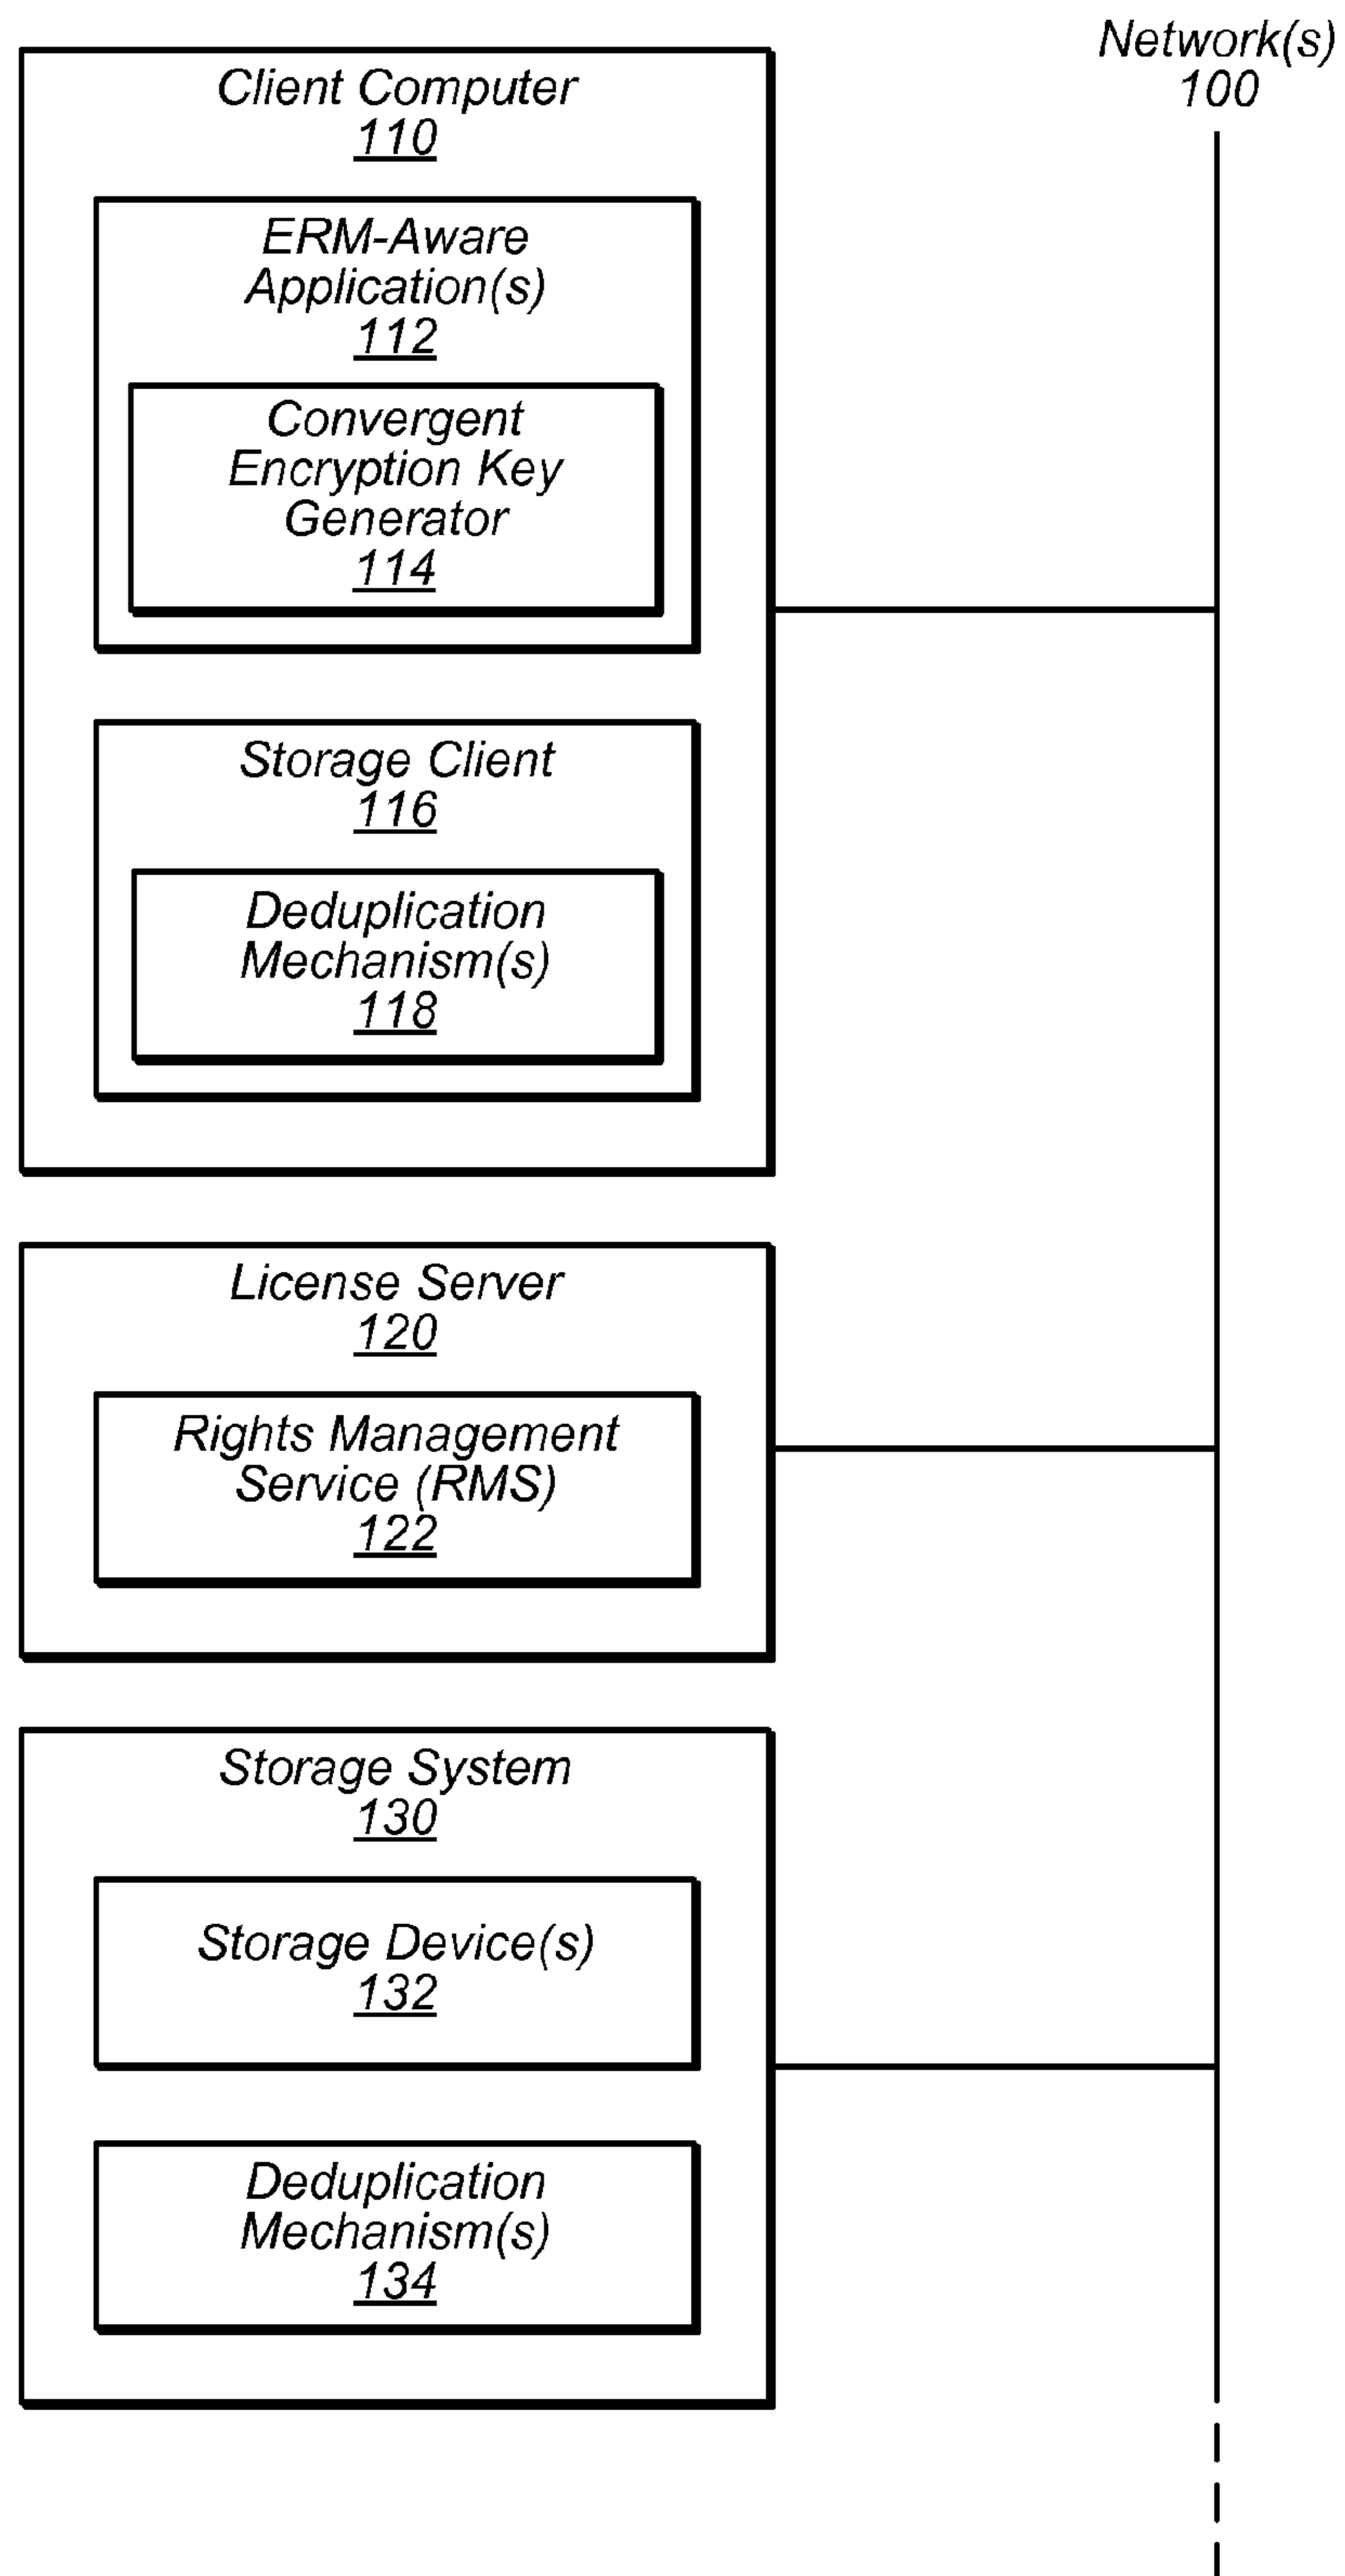 Network(s)
100
Client Computer
110
ERM-Aware
Application(s)
112
Convergent
Encryption Key
Generator
114
Storage Client
116
Deduplication
Mechanism(s)
118
License Server
120
Rights Management
Service (RMS)
122
Storage System
130
Storage Device(s)
132
Deduplication
Mechanism(s)
134